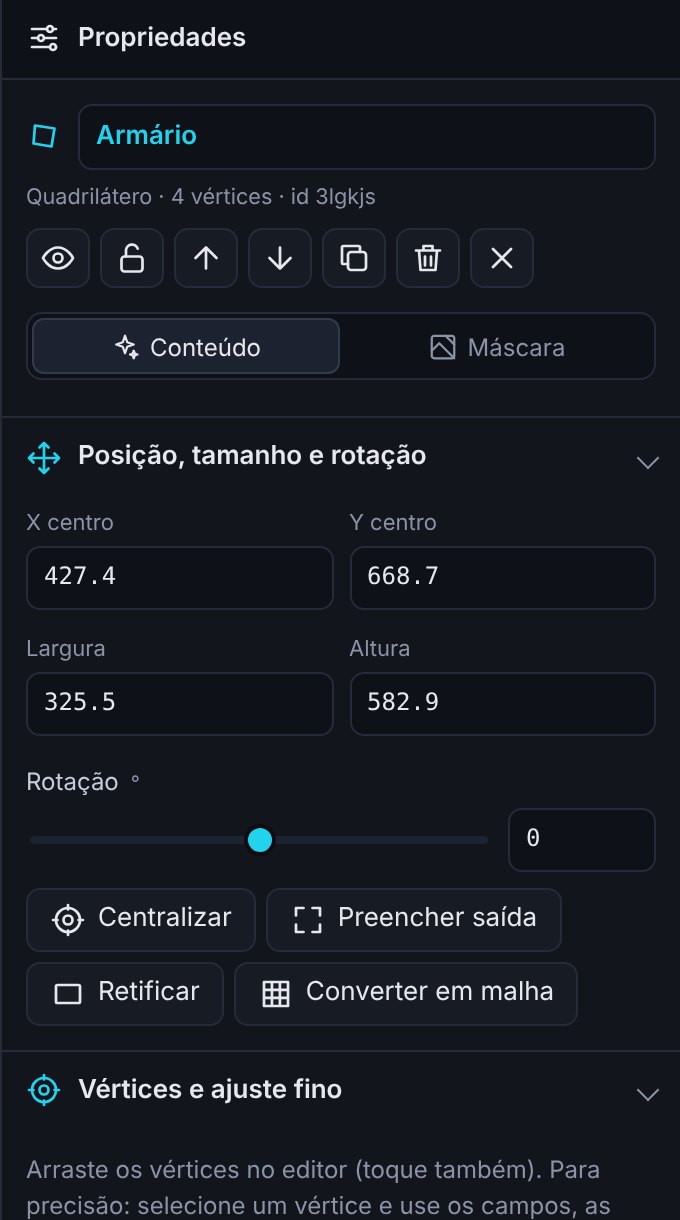 Propriedades
Armário
Quadrilátero · 4 vértices · id 3lgkjs
Conteúdo Máscara
Posição, tamanho e rotação
X centro Y centro
427.4 668.7
Largura Altura
325.5 582.9
Rotação °
0
Centralizar Preencher saída
Retificar Converter em malha
Vértices e ajuste fino
Arraste os vértices no editor (toque também). Para
precisão: selecione um vértice e use os campos, as